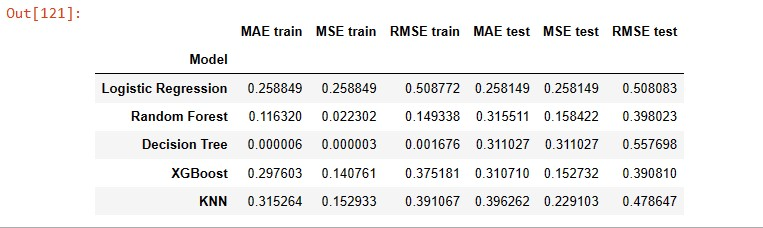 Out[121]:
MAE train MSE train RMSE train MAE test MSE test RMSE test
Model
Logistic Regression 0.258849 0.258849 0.508772 0.258149 0.258149 0.508083
Random Forest 0.116320 0.022302 0.149338 0.315511 0.158422 0.398023
Decision Tree 0.000006 0.000003 0.001676 0.311027 0.311027 0.557698
XGBoost 0.297603 0.140761 0.375181 0.310710 0.152732 0.390810
KNN 0.315264 0.152933 0.391067 0.396262 0.229103 0.478647